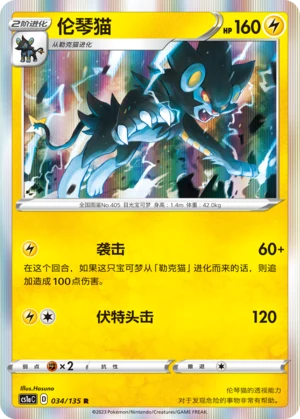 2阶进化
伦琴猫
HP 160
从勒克猫进化
全国图鉴No.405 目光宝可梦 身高：1.4m 体重：42.0kg
袭击 60+
在这个回合，如果这只宝可梦从「勒克猫」进化而来的话，则追
加造成100点伤害。
伏特头击 120
弱点 ×2 抵抗力 撤退
Illus.Hasuno
CS1aC D 034/135 R
伦琴猫有透视能力，
对于发现危险的事物非常有用。
©2023 Pokémon/Nintendo/Creatures/GAME FREAK.